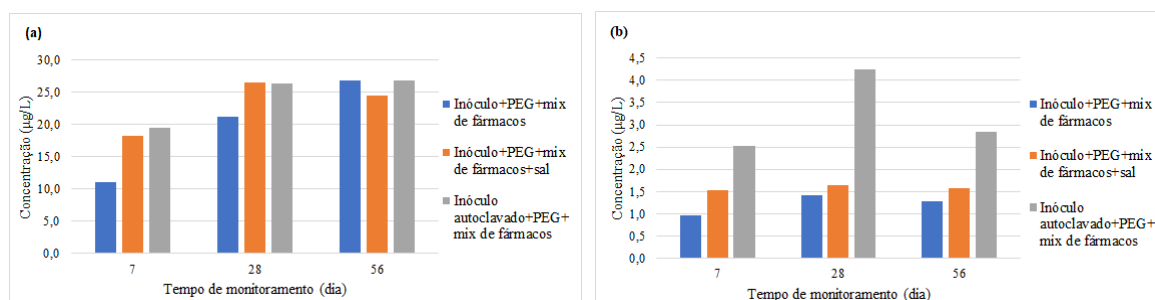 (a)
Concentração (µg/L)
30,0
25,0
20,0
15,0
10,0
5,0
0,0
7
28
56
Tempo de monitoramento (dia)
Inóculo+PEG+mix
de fármacos
Inóculo+PEG+mix
de fármacos+sal
Inóculo
autoclavado+PEG+
mix de fármacos
(b)
Concentração (µg/L)
4,5
4,0
3,5
3,0
2,5
2,0
1,5
1,0
0,5
0,0
7
28
56
Tempo de monitoramento (dia)
Inóculo+PEG+mix
de fármacos
Inóculo+PEG+mix
de fármacos+sal
Inóculo
autoclavado+PEG+
mix de fármacos